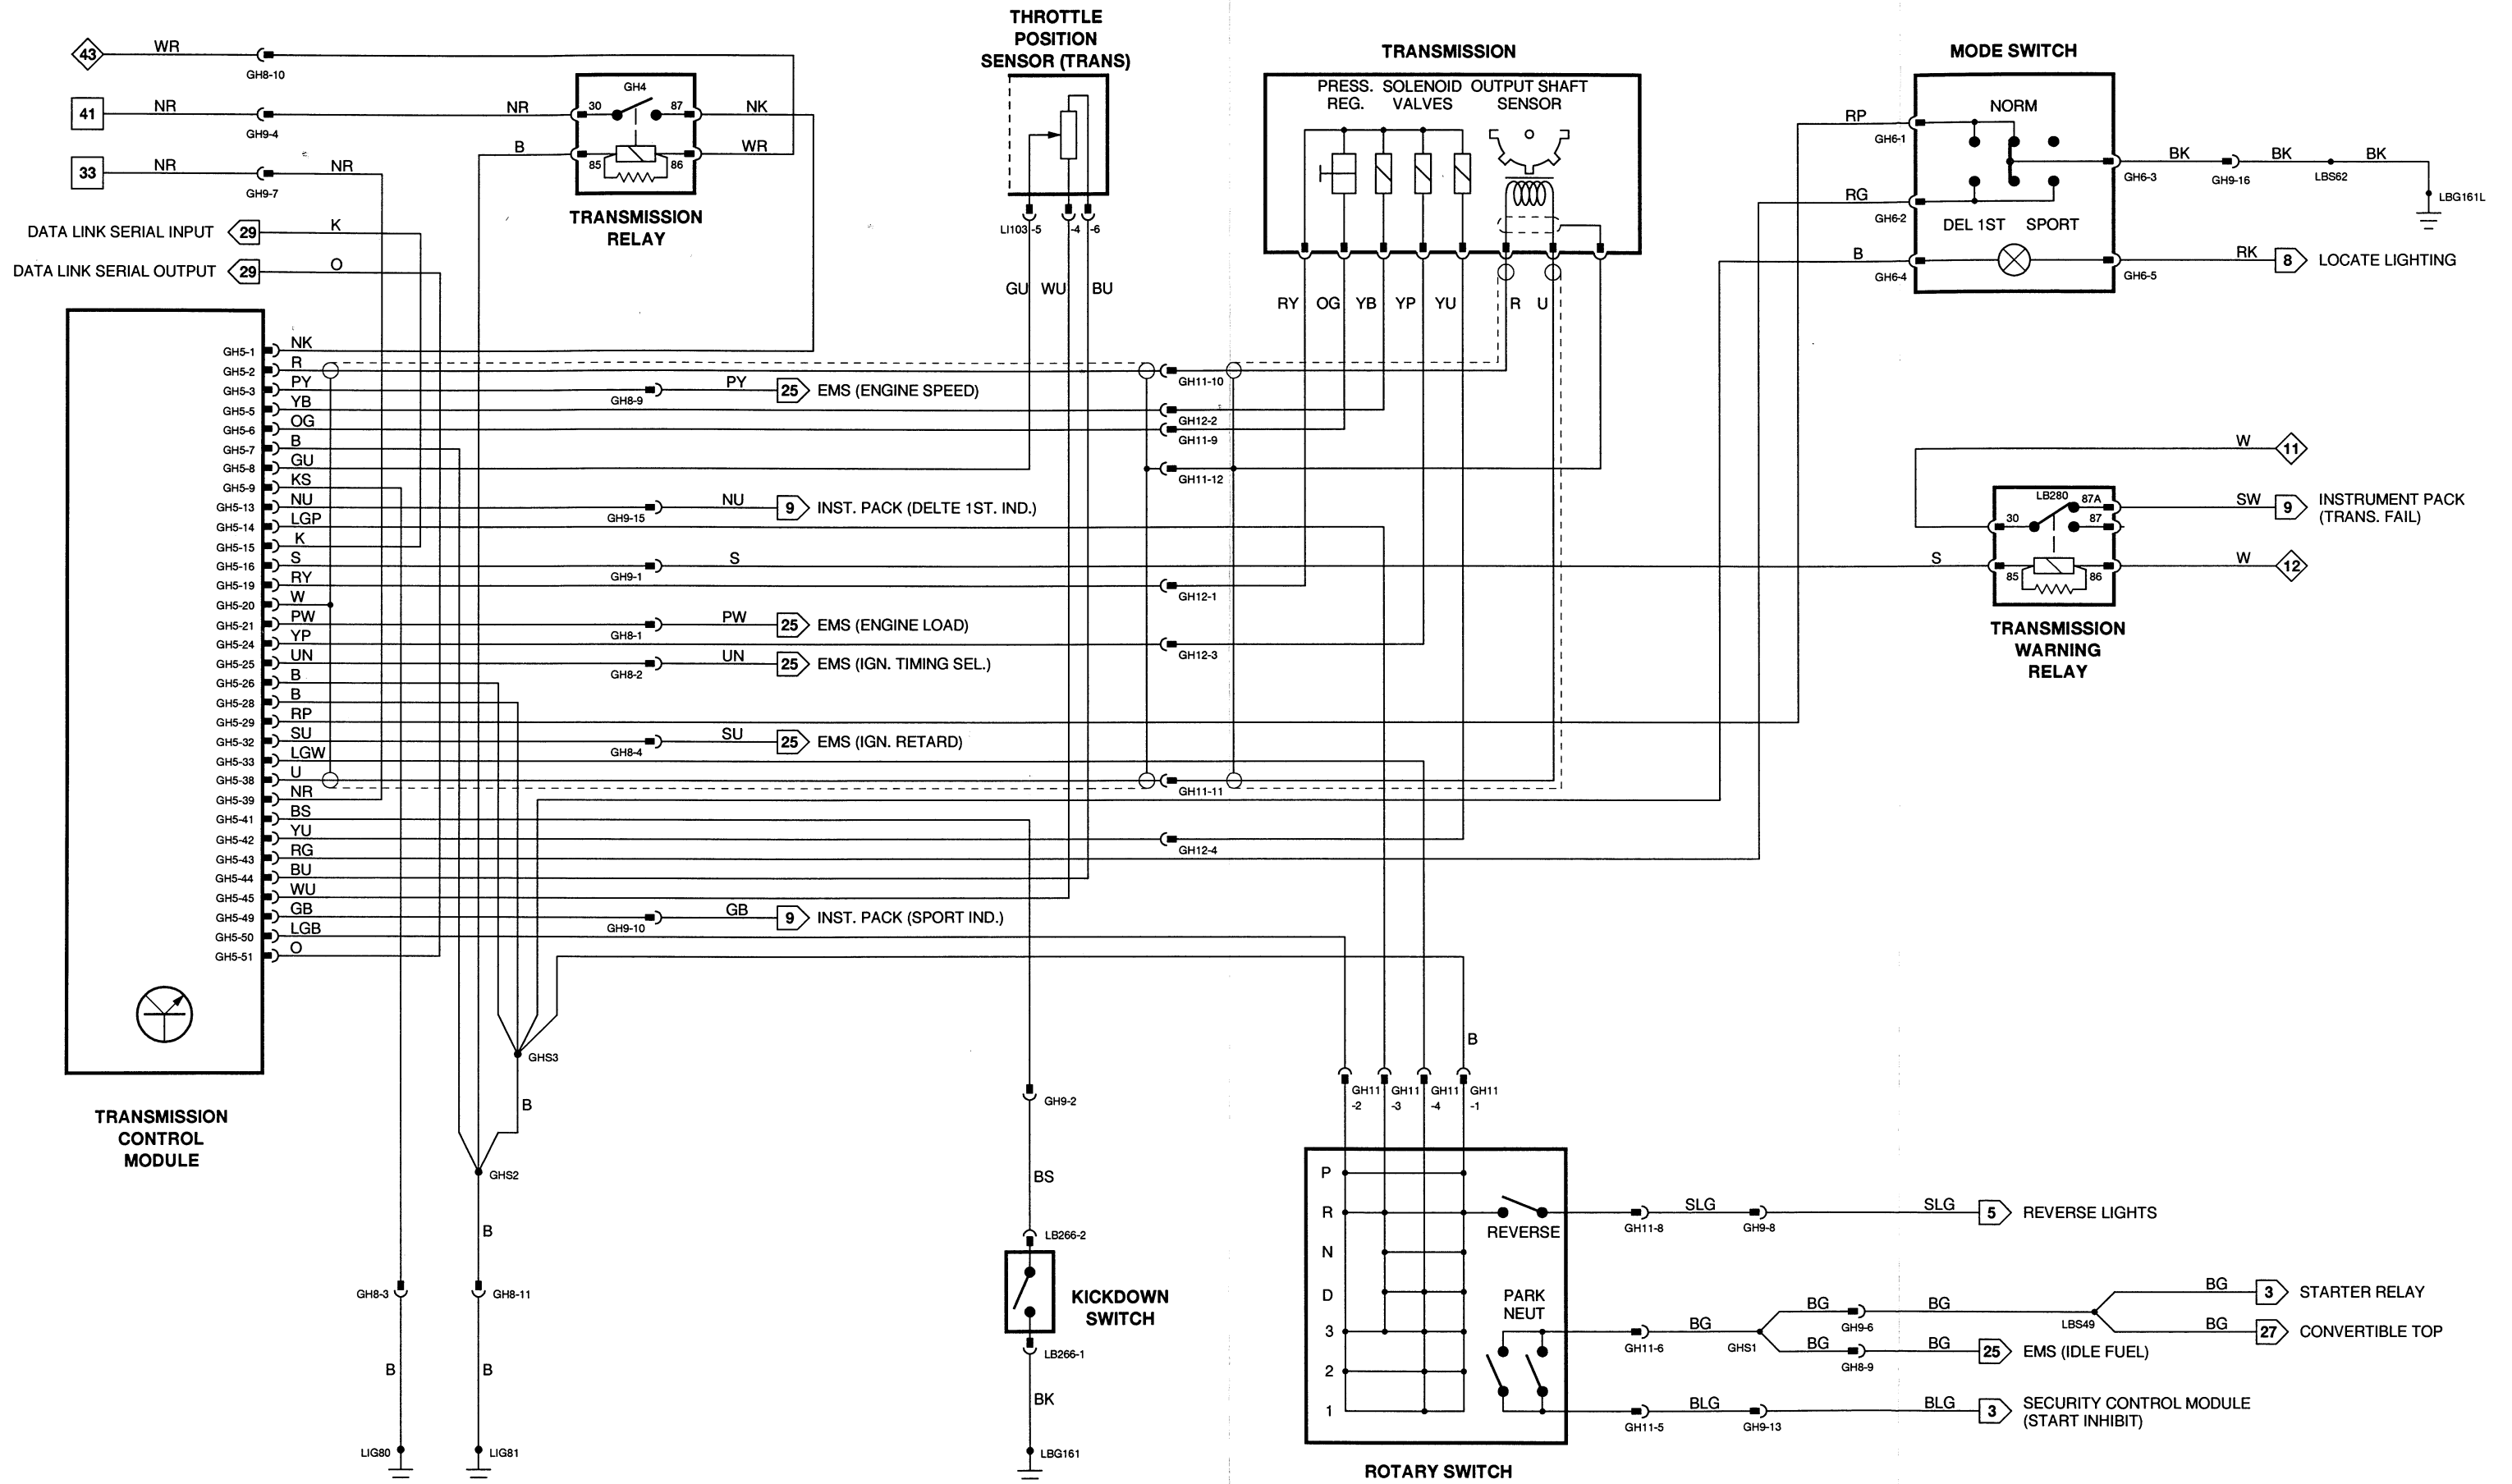 THROTTLE
POSITION
SENSOR (TRANS)
TRANSMISSION
MODE SWITCH
43
WR
GH8-10
41
NR
GH9-4
NR
33
NR
GH9-7
NR
DATA LINK SERIAL INPUT
29
K
DATA LINK SERIAL OUTPUT
29
O
GH4
30
87
85
86
B
NK
WR
TRANSMISSION
RELAY
LI103
-5
-4
-6
GU
WU
BU
PRESS.
REG.
SOLENOID
VALVES
OUTPUT SHAFT
SENSOR
RY
OG
YB
YP
YU
R
U
RP
GH6-1
NORM
RG
GH6-2
DEL 1ST
SPORT
B
GH6-4
GH6-3
BK
GH9-16
BK
LBS62
BK
LBG161L
GH6-5
RK
8
LOCATE LIGHTING
GH5-1
NK
GH5-2
R
GH11-10
GH5-3
PY
GH8-9
PY
25
EMS (ENGINE SPEED)
GH5-5
YB
GH12-2
GH5-6
OG
GH11-9
GH5-7
B
GH5-8
GU
GH11-12
GH5-9
KS
GH5-13
NU
GH9-15
NU
9
INST. PACK (DELTE 1ST. IND.)
GH5-14
LGP
GH5-15
K
GH5-16
S
GH9-1
S
S
GH5-19
RY
GH12-1
GH5-20
W
GH5-21
PW
GH8-1
PW
25
EMS (ENGINE LOAD)
GH5-24
YP
GH12-3
GH5-25
UN
GH8-2
UN
25
EMS (IGN. TIMING SEL.)
GH5-26
B
GH5-28
B
GH5-29
RP
GH5-32
SU
GH8-4
SU
25
EMS (IGN. RETARD)
GH5-33
LGW
GH5-38
U
GH11-11
GH5-39
NR
GH5-41
BS
GH5-42
YU
GH12-4
GH5-43
RG
GH5-44
BU
GH5-45
WU
GH5-49
GB
GH9-10
GB
9
INST. PACK (SPORT IND.)
GH5-50
LGB
GH5-51
O
W
11
LB280
87A
30
87
85
86
SW
9
INSTRUMENT PACK
(TRANS. FAIL)
W
12
TRANSMISSION
WARNING
RELAY
TRANSMISSION
CONTROL
MODULE
GHS3
B
GHS2
B
GH8-3
GH8-11
B
B
LIG80
LIG81
GH9-2
BS
LB266-2
KICKDOWN
SWITCH
LB266-1
BK
LBG161
B
GH11
-2
GH11
-3
GH11
-4
GH11
-1
P
R
N
D
3
2
1
REVERSE
PARK
NEUT
ROTARY SWITCH
GH11-8
SLG
GH9-8
SLG
5
REVERSE LIGHTS
GH11-6
BG
GHS1
BG
GH9-6
BG
LBS49
BG
3
STARTER RELAY
BG
27
CONVERTIBLE TOP
BG
GH8-9
BG
25
EMS (IDLE FUEL)
GH11-5
BLG
GH9-13
BLG
3
SECURITY CONTROL MODULE
(START INHIBIT)